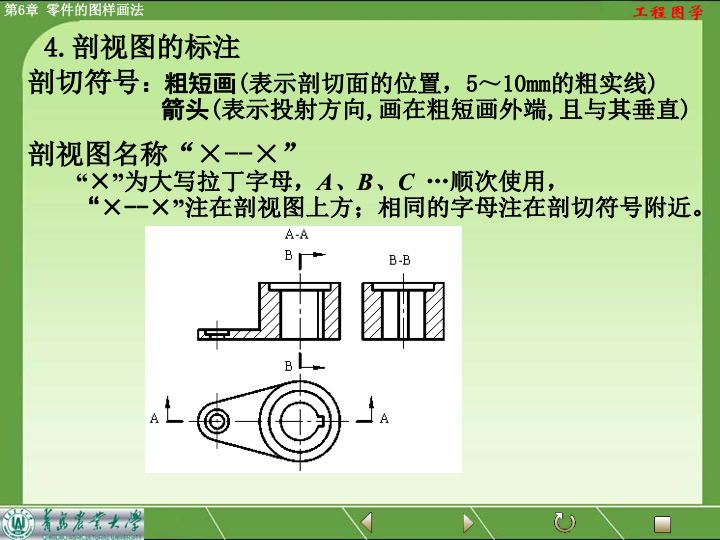 第6章 零件的图样画法
工程图学
4.剖视图的标注
剖切符号：粗短画(表示剖切面的位置，5～10mm的粗实线)
箭头(表示投射方向,画在粗短画外端,且与其垂直)
剖视图名称“×--×”
“×”为大写拉丁字母，A、B、C …顺次使用，
“×--×”注在剖视图上方；相同的字母注在剖切符号附近。
A-A
B
B-B
B
A
A
青岛农业大学